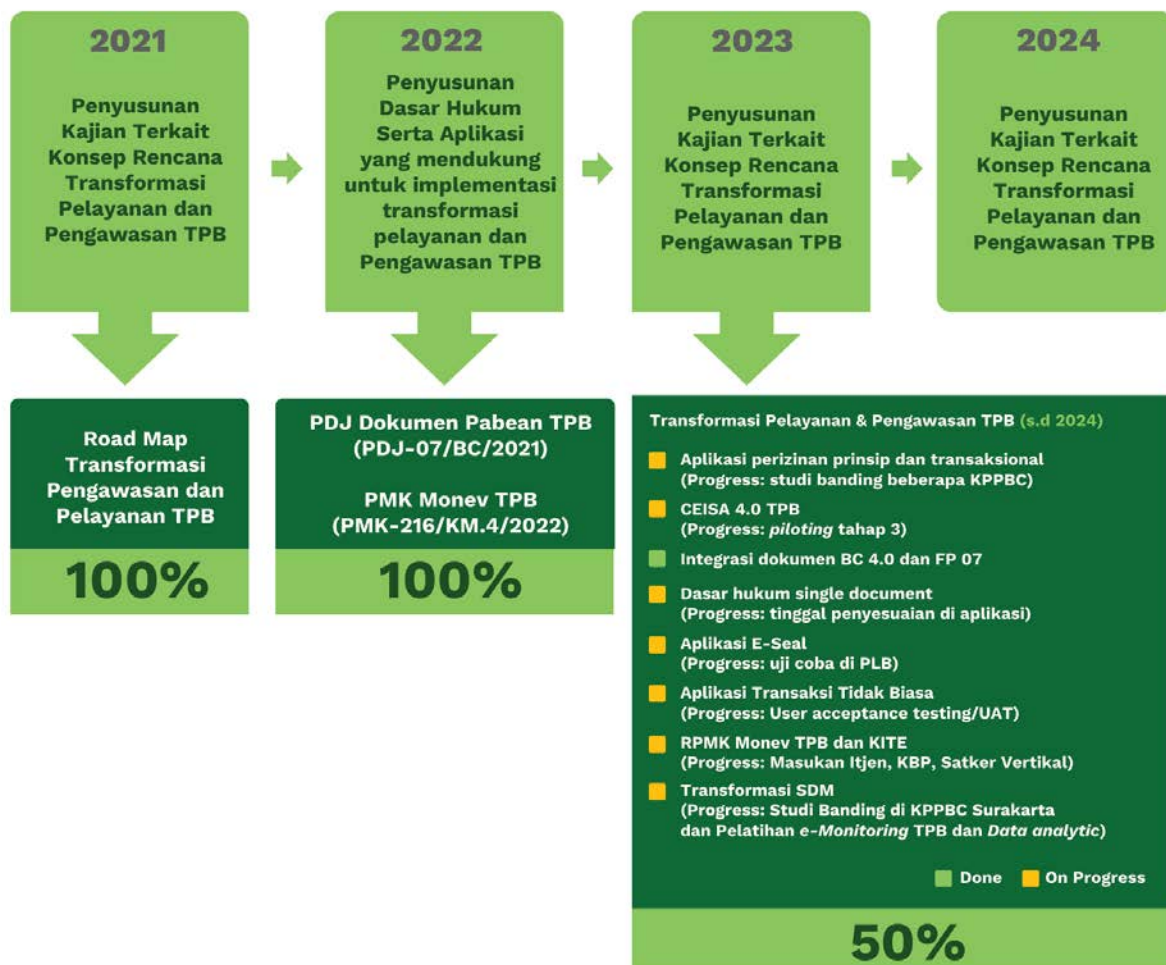 2021
Penyusunan
Kajian Terkait
Konsep Rencana
Transformasi
Pelayanan dan
Pengawasan TPB
2022
Penyusunan
Dasar Hukum
Serta Aplikasi
yang mendukung
untuk implementasi
transformasi
pelayanan dan
Pengawasan TPB
2023
Penyusunan
Kajian Terkait
Konsep Rencana
Transformasi
Pelayanan dan
Pengawasan TPB
2024
Penyusunan
Kajian Terkait
Konsep Rencana
Transformasi
Pelayanan dan
Pengawasan TPB
Road Map
Transformasi
Pengawasan dan
Pelayanan TPB
100%
PDJ Dokumen Pabean TPB
(PDJ-07/BC/2021)
PMK Monev TPB
(PMK-216/KM.4/2022)
100%
Transformasi Pelayanan & Pengawasan TPB (s.d 2024)
Aplikasi perizinan prinsip dan transaksional
(Progress: studi banding beberapa KPPBC)
CEISA 4.0 TPB
(Progress: piloting tahap 3)
Integrasi dokumen BC 4.0 dan FP 07
Dasar hukum single document
(Progress: tinggal penyesuaian di aplikasi)
Aplikasi E-Seal
(Progress: uji coba di PLB)
Aplikasi Transaksi Tidak Biasa
(Progress: User acceptance testing/UAT)
RPMK Monev TPB dan KITE
(Progress: Masukan Itjen, KBP, Satker Vertikal)
Transformasi SDM
(Progress: Studi Banding di KPPBC Surakarta
dan Pelatihan e-Monitoring TPB dan Data analytic)
Done On Progress
50%